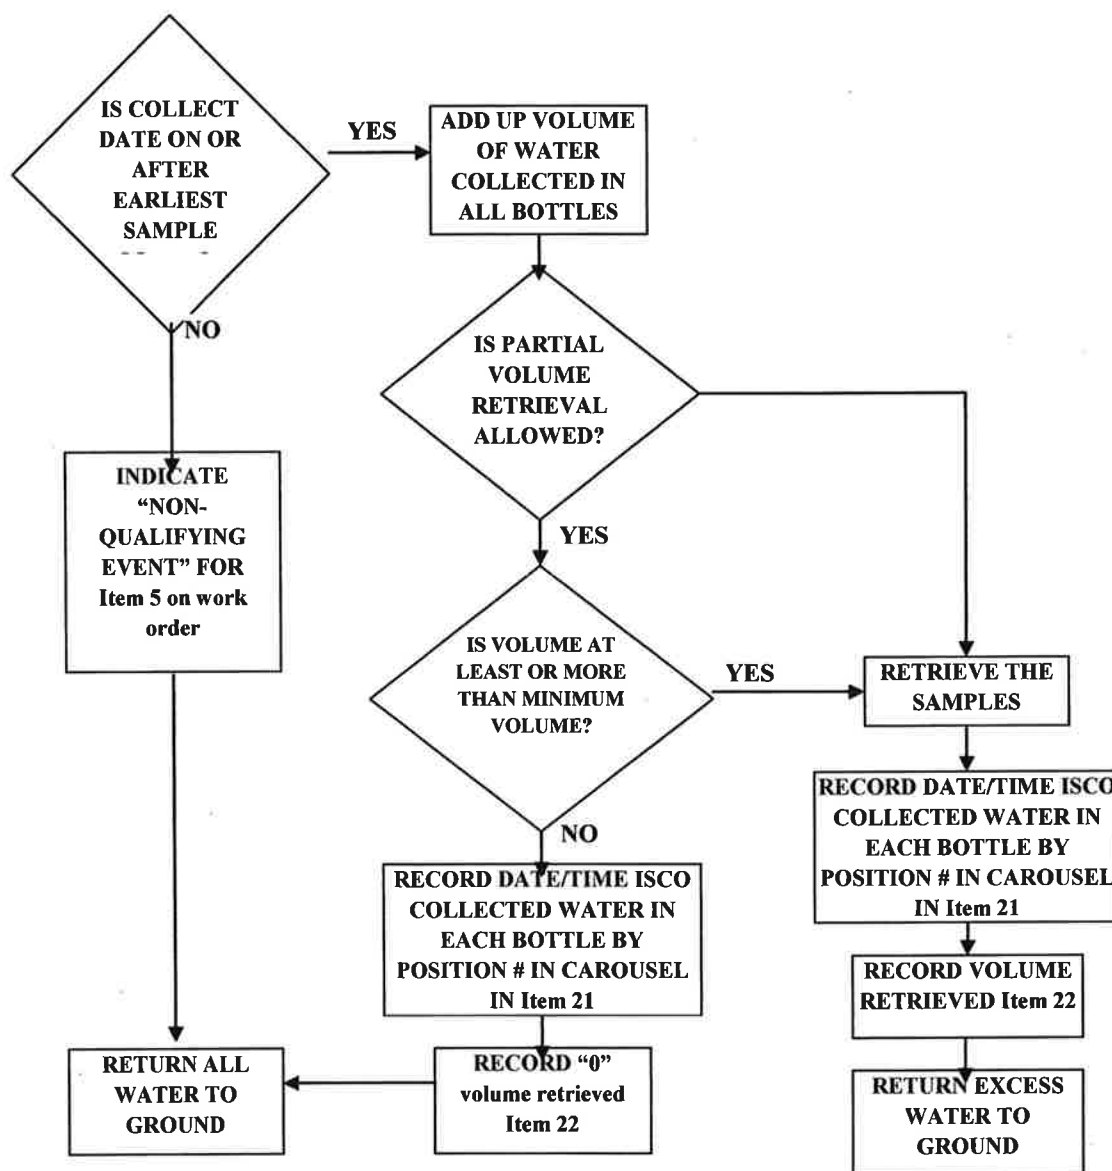 IS COLLECT
DATE ON OR
AFTER
EARLIEST
SAMPLE
YES
ADD UP VOLUME
OF WATER
COLLECTED IN
ALL BOTTLES
NO
IS PARTIAL
VOLUME
RETRIEVAL
ALLOWED?
INDICATE
“NON-
QUALIFYING
EVENT” FOR
Item 5 on work
order
YES
IS VOLUME AT
LEAST OR MORE
THAN MINIMUM
VOLUME?
YES
RETRIEVE THE
SAMPLES
RECORD DATE/TIME ISCO
COLLECTED WATER IN
EACH BOTTLE BY
POSITION # IN CAROUSEL
IN Item 21
NO
RECORD DATE/TIME ISCO
COLLECTED WATER IN
EACH BOTTLE BY
POSITION # IN CAROUSEL
IN Item 21
RECORD VOLUME
RETRIEVED Item 22
RETURN ALL
WATER TO
GROUND
RECORD “0”
volume retrieved
Item 22
RETURN EXCESS
WATER TO
GROUND